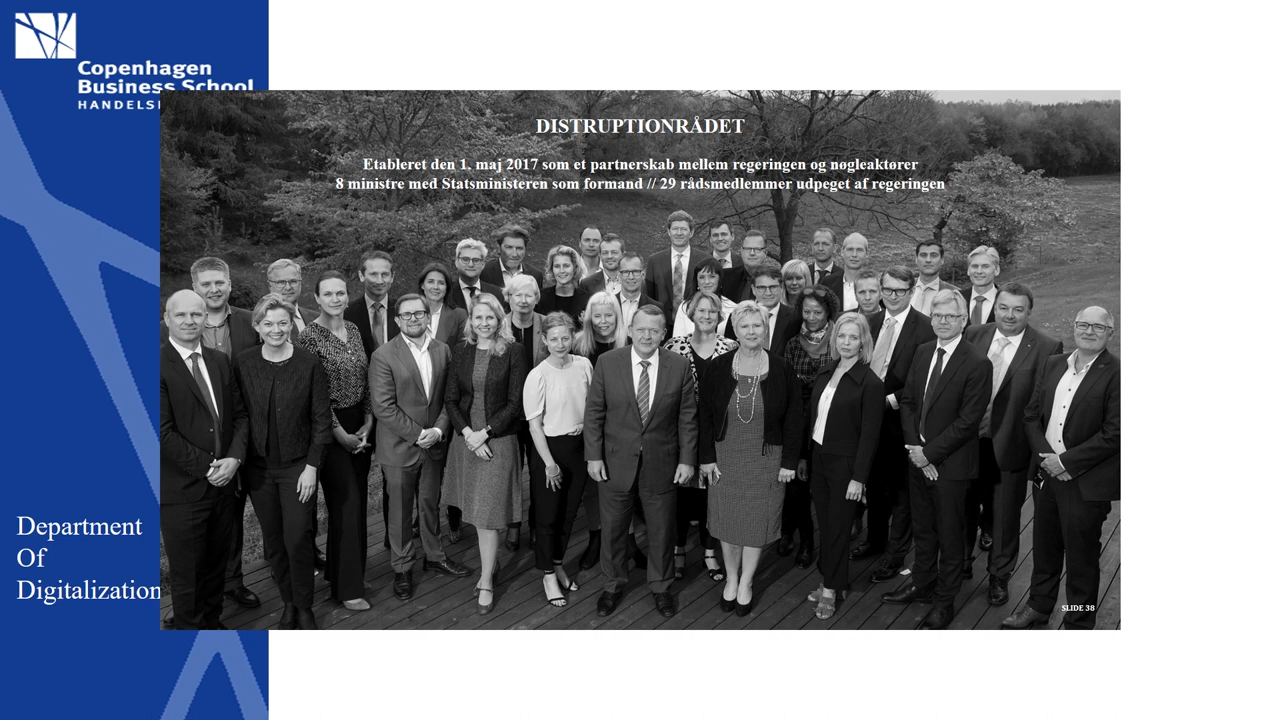 Copenhagen
Business School
HANDELS
DISTRUPTIONRÅDET
Etableret den 1. maj 2017 som et partnerskab mellem regeringen og nøgleaktører
8 ministre med Statsministeren som formand // 29 rådsmedlemmer udpeget af regeringen
Department
Of
Digitalization
SLIDE 38